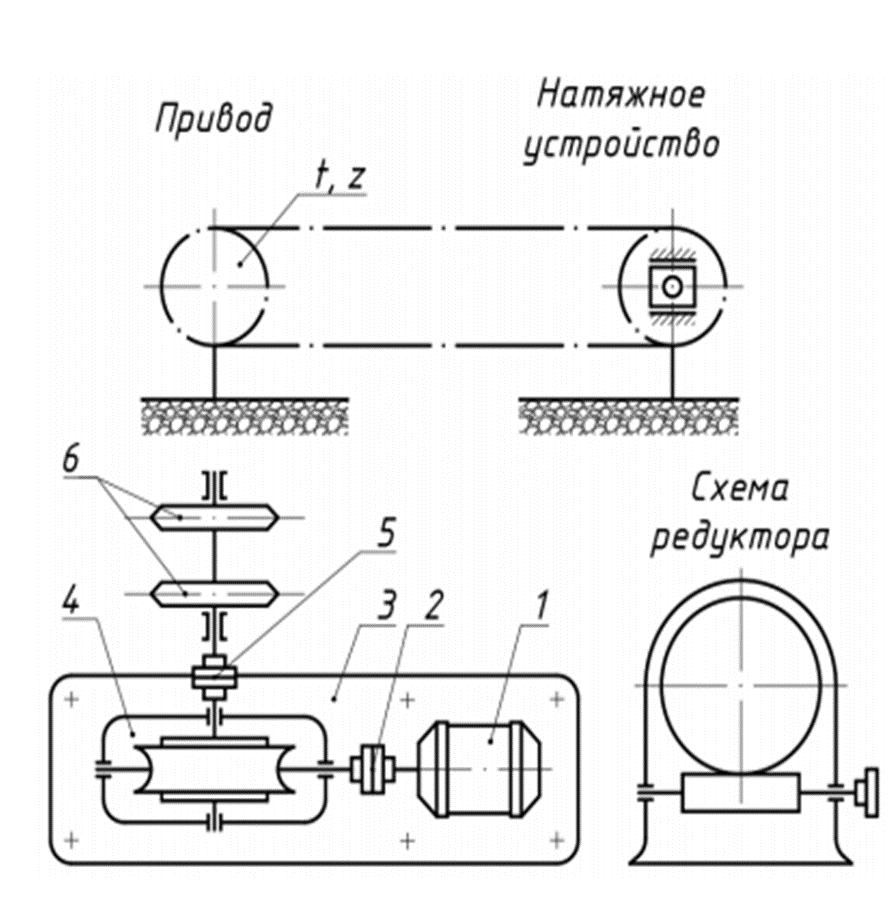 Привод
Натяжное
устройство
t, z
6
5
Схема
редуктора
4
3
2
1